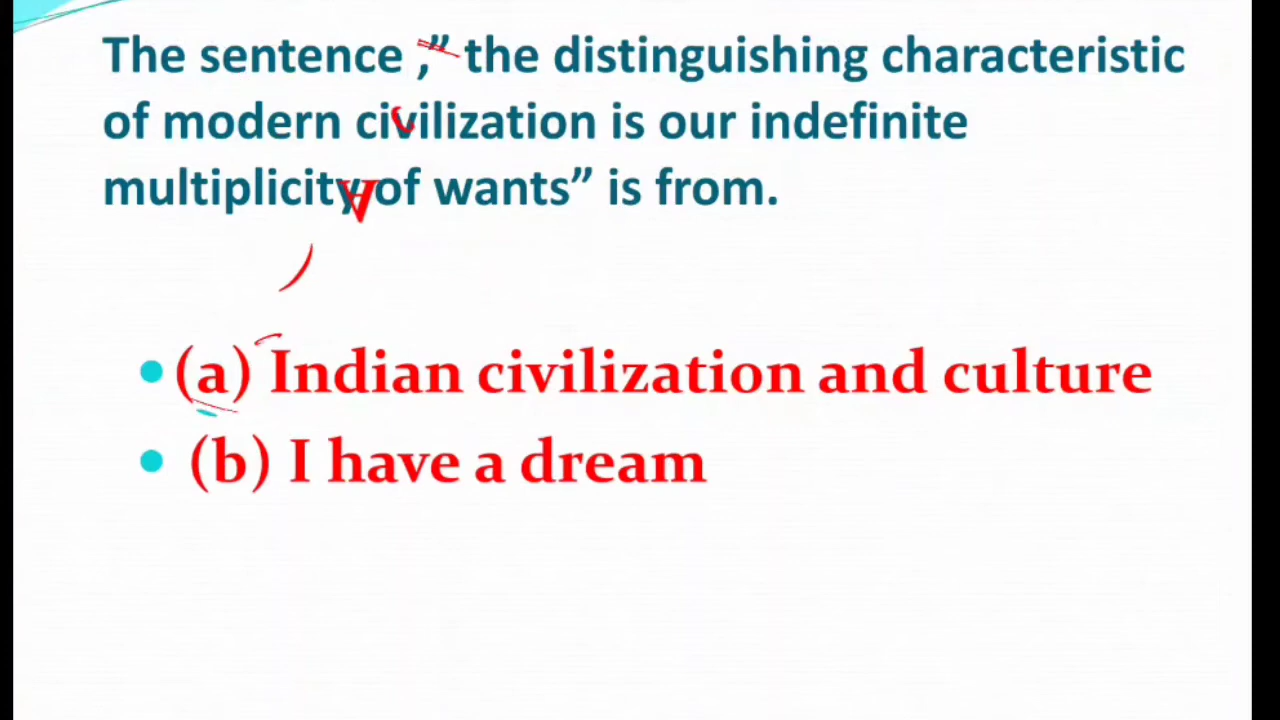 The sentence ,” the distinguishing characteristic
of modern civilization is our indefinite
multiplicity of wants” is from.
A
• (a) Indian civilization and culture
• (b) I have a dream